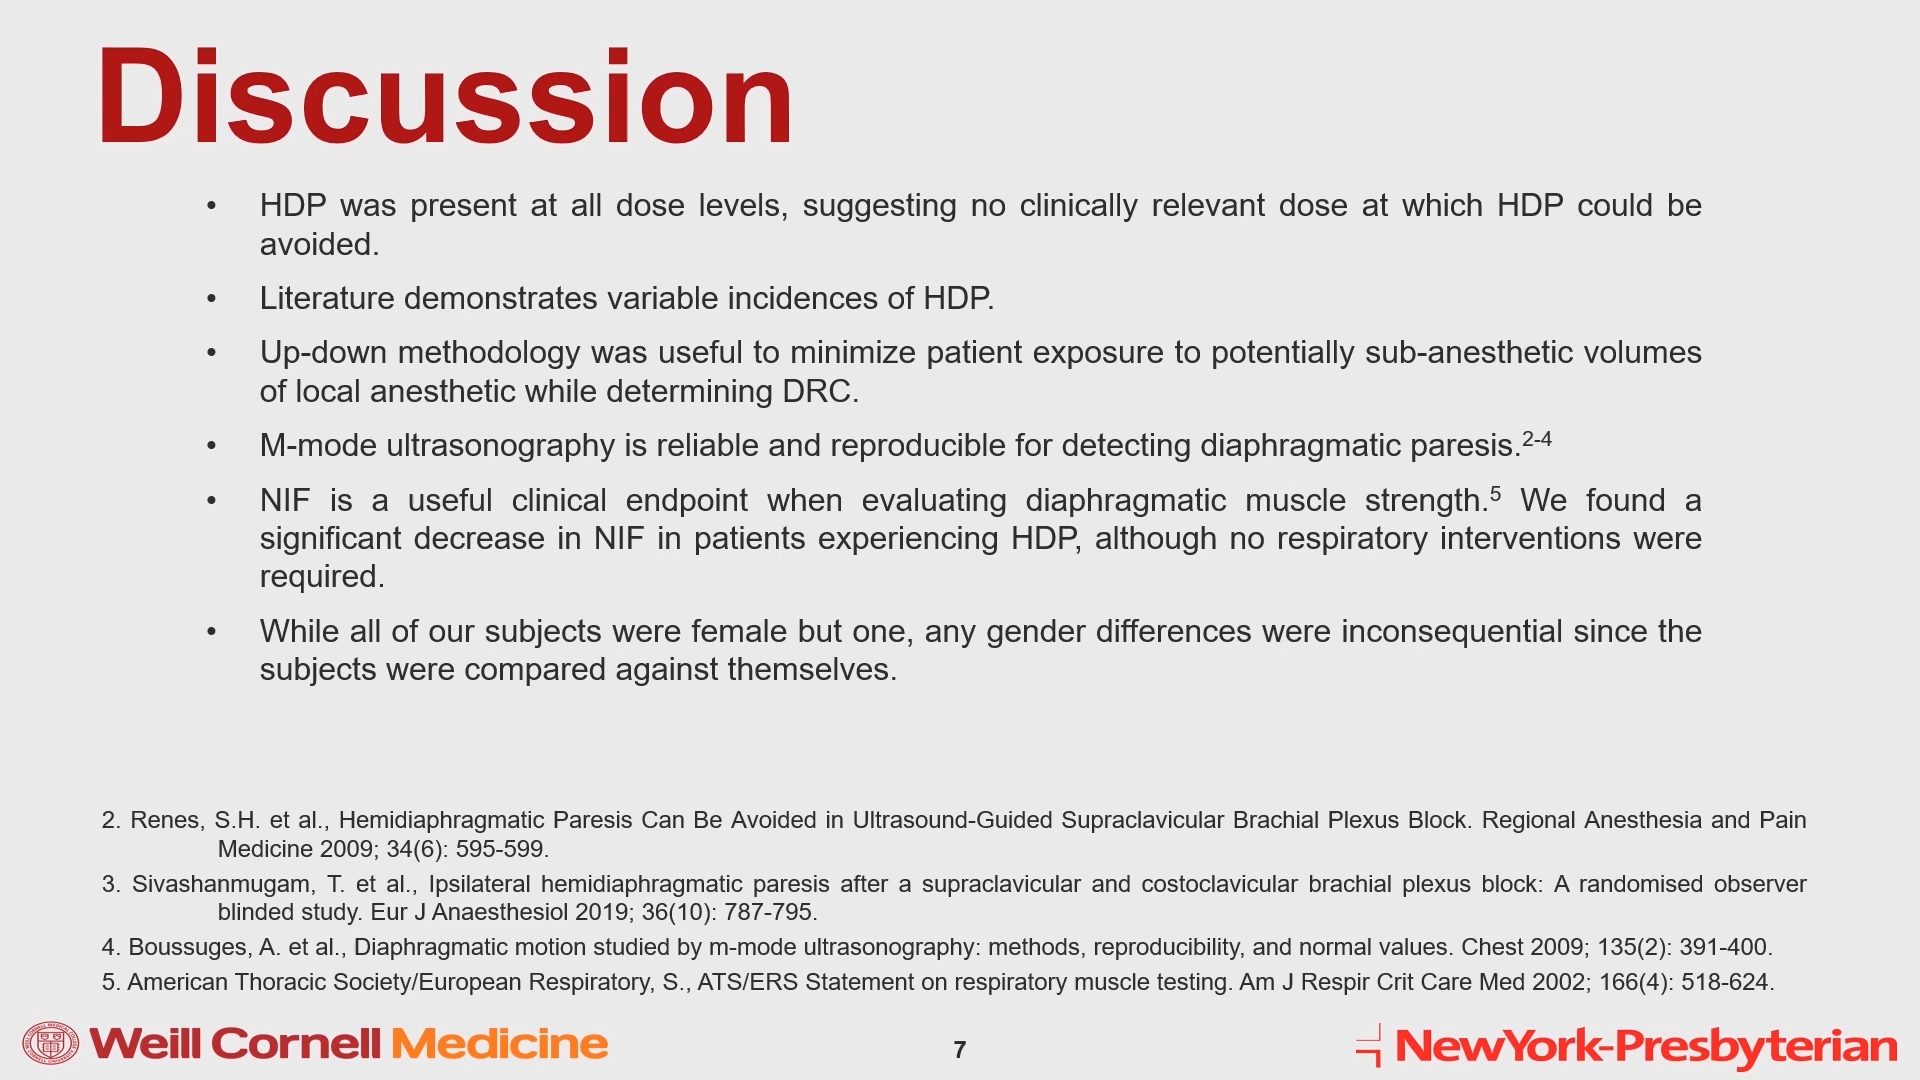 Discussion
• HDP was present at all dose levels, suggesting no clinically relevant dose at which HDP could be
avoided.
• Literature demonstrates variable incidences of HDP.
• Up-down methodology was useful to minimize patient exposure to potentially sub-anesthetic volumes
of local anesthetic while determining DRC.
• M-mode ultrasonography is reliable and reproducible for detecting diaphragmatic paresis.2-4
• NIF is a useful clinical endpoint when evaluating diaphragmatic muscle strength.5 We found a
significant decrease in NIF in patients experiencing HDP, although no respiratory interventions were
required.
• While all of our subjects were female but one, any gender differences were inconsequential since the
subjects were compared against themselves.
2. Renes, S.H. et al., Hemidiaphragmatic Paresis Can Be Avoided in Ultrasound-Guided Supraclavicular Brachial Plexus Block. Regional Anesthesia and Pain
Medicine 2009; 34(6): 595-599.
3. Sivashanmugam, T. et al., Ipsilateral hemidiaphragmatic paresis after a supraclavicular and costoclavicular brachial plexus block: A randomised observer
blinded study. Eur J Anaesthesiol 2019; 36(10): 787-795.
4. Boussuges, A. et al., Diaphragmatic motion studied by m-mode ultrasonography: methods, reproducibility, and normal values. Chest 2009; 135(2): 391-400.
5. American Thoracic Society/European Respiratory, S., ATS/ERS Statement on respiratory muscle testing. Am J Respir Crit Care Med 2002; 166(4): 518-624.
Weill Cornell Medicine
7
NewYork-Presbyterian